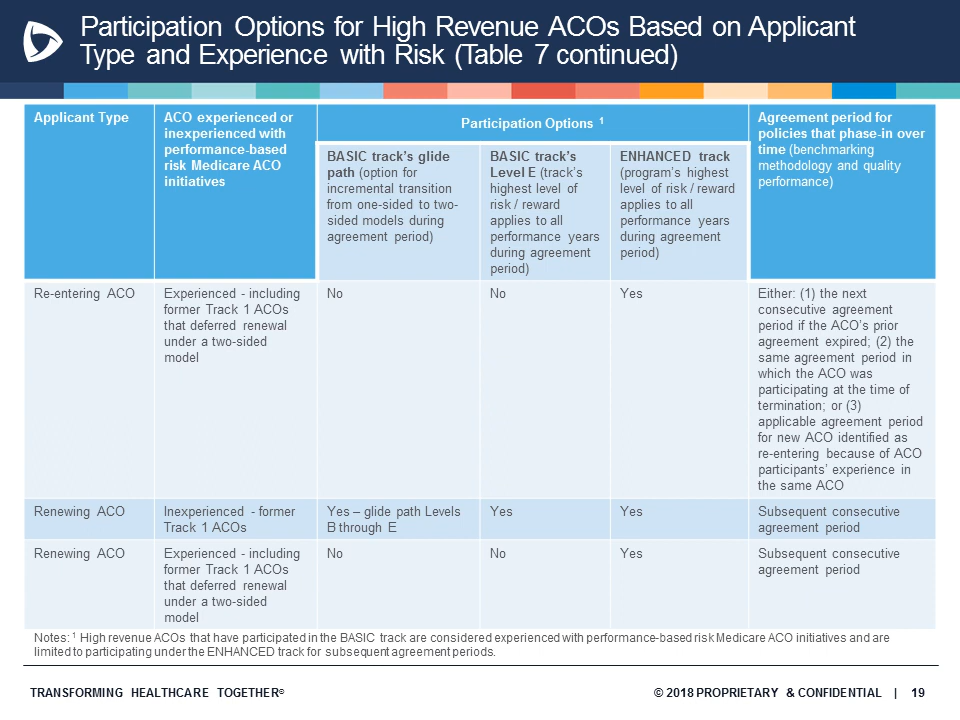 Participation Options for High Revenue ACOs Based on Applicant
Type and Experience with Risk (Table 7 continued)
Applicant Type
ACO experienced or
inexperienced with
performance-based
risk Medicare ACO
initiatives
Participation Options 1
Agreement period for
policies that phase-in over
time (benchmarking
methodology and quality
performance)
BASIC track's glide
path (option for
incremental transition
from one-sided to two-
sided models during
agreement period)
BASIC track's
Level E (track's
highest level of
risk / reward
applies to all
performance years
during agreement
period)
ENHANCED track
(program's highest
level of risk / reward
applies to all
performance years
during agreement
period)
Re-entering ACO
Experienced - including
former Track 1 ACOs
that deferred renewal
under a two-sided
model
No
No
Yes
Either: (1) the next
consecutive agreement
period if the ACO's prior
agreement expired; (2) the
same agreement period in
which the ACO was
participating at the time of
termination; or (3)
applicable agreement period
for new ACO identified as
re-entering because of ACO
participants' experience in
the same ACO
Renewing ACO
Inexperienced - former
Track 1 ACOs
Yes – glide path Levels
B through E
Yes
Yes
Subsequent consecutive
agreement period
Renewing ACO
Experienced - including
former Track 1 ACOs
that deferred renewal
under a two-sided
model
No
No
Yes
Subsequent consecutive
agreement period
Notes: 1 High revenue ACOs that have participated in the BASIC track are considered experienced with performance-based risk Medicare ACO initiatives and are
limited to participating under the ENHANCED track for subsequent agreement periods.
TRANSFORMING HEALTHCARE TOGETHER®
© 2018 PROPRIETARY & CONFIDENTIAL | 19